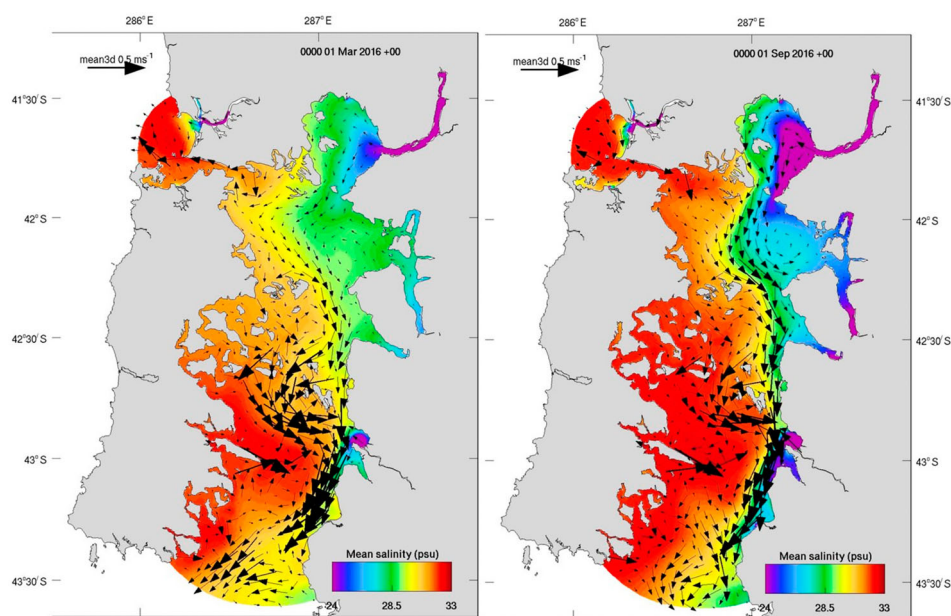 286° E 287° E
mean3d 0.5 ms-1
0000 01 Mar 2016 +00
41°30' S
42° S
42°30' S
43° S
43°30' S
Mean salinity (psu)
24 28.5 33
286° E 287° E
mean3d 0.5 ms-1
0000 01 Sep 2016 +00
41°30' S
42° S
42°30' S
43° S
43°30' S
Mean salinity (psu)
24 28.5 33